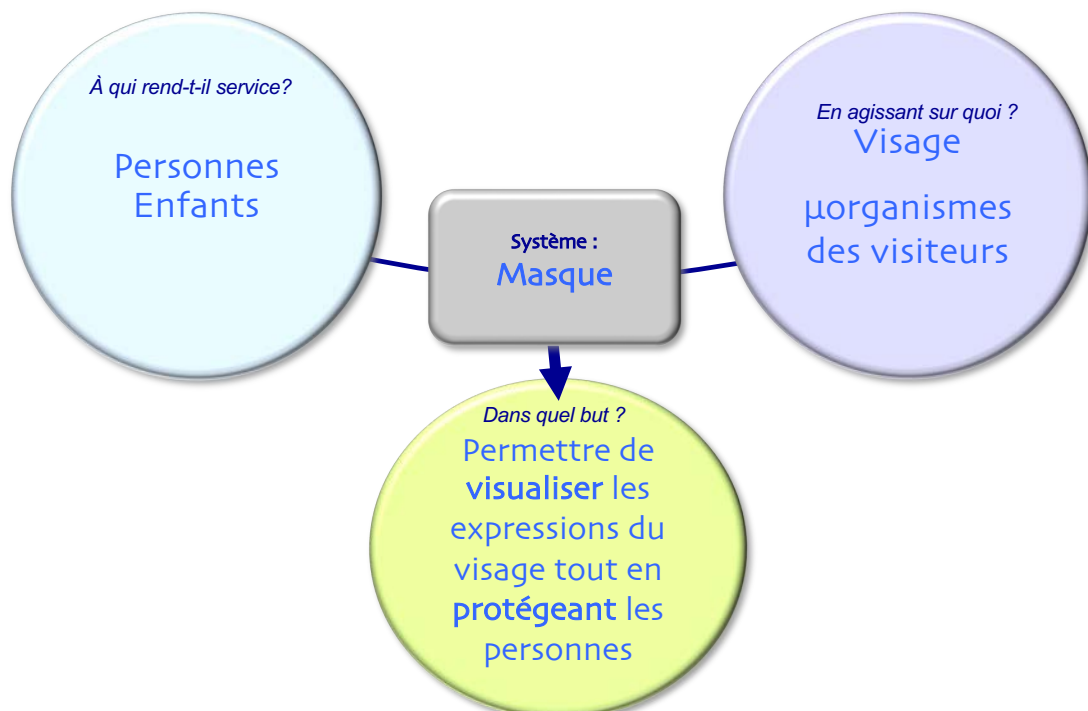 À qui rend-t-il service?
Personnes
Enfants
En agissant sur quoi ?
Visage
µorganismes
des visiteurs
Système :
Masque
Dans quel but ?
Permettre de
visualiser les
expressions du
visage tout en
protégeant les
personnes